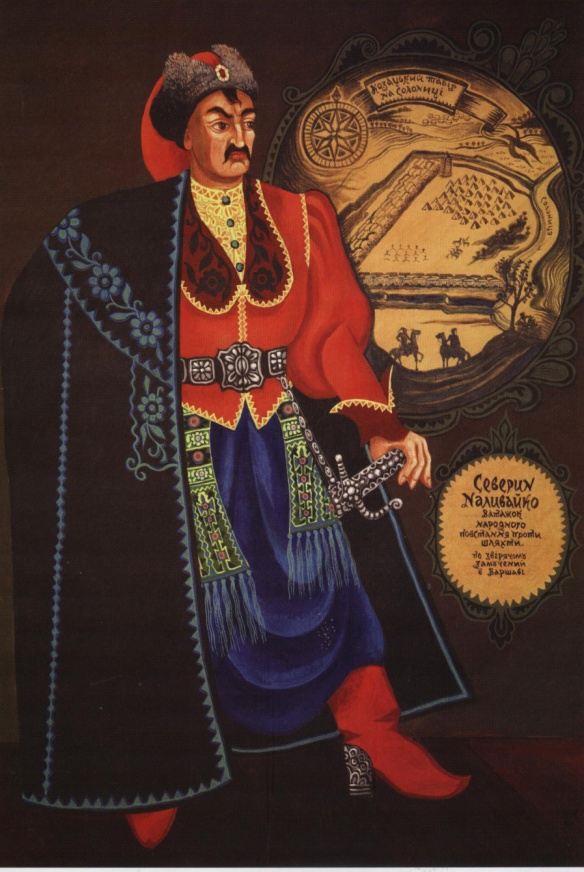 Козацький табір
на Солониці
Северин
Наливайко
Ватажок
народного
повстання проти
шляхти.
по звірячому
замучений
в Варшаві